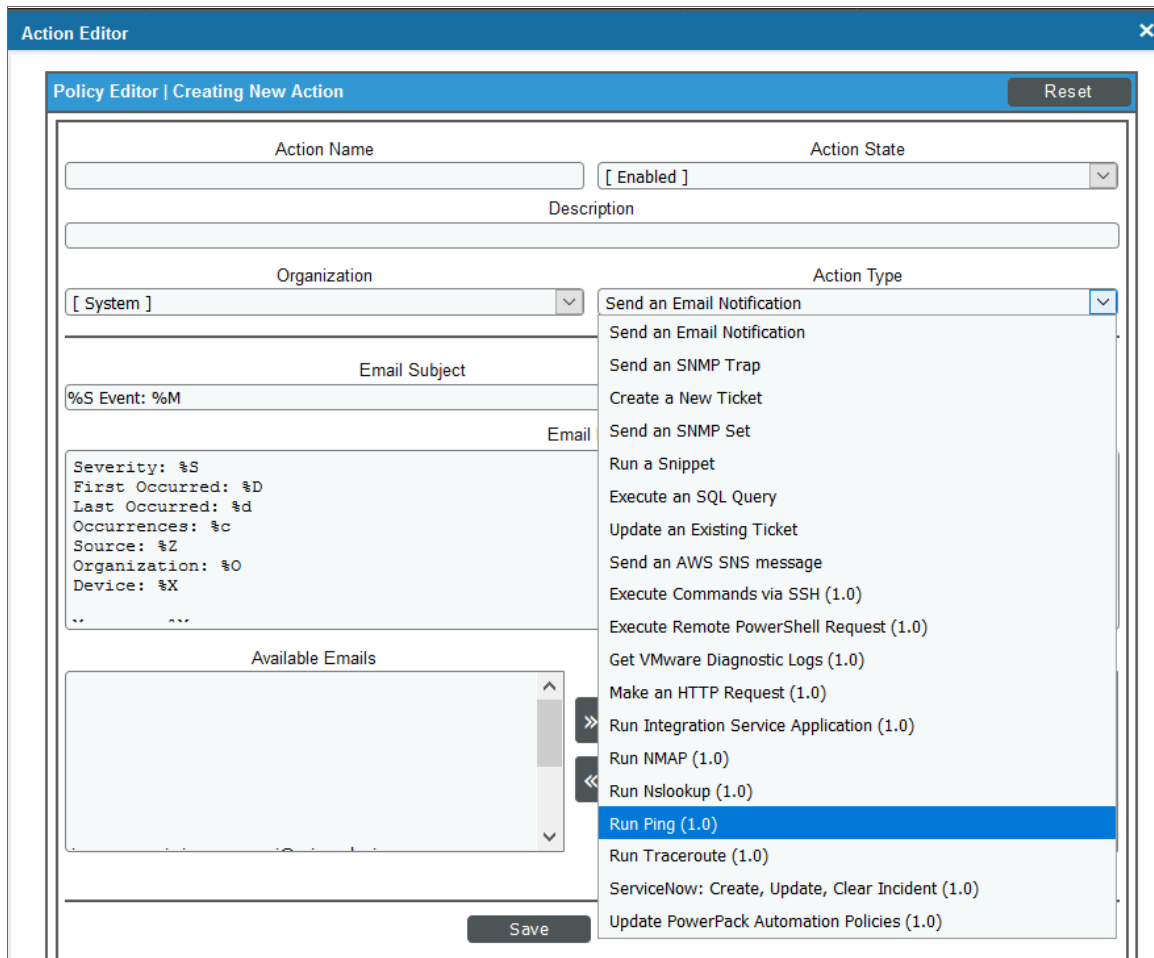 Action Editor
Policy Editor | Creating New Action
Reset
Action Name
Action State
[ Enabled ]
Description
Organization
Action Type
[ System ]
Send an Email Notification
Send an Email Notification
Send an SNMP Trap
Create a New Ticket
Send an SNMP Set
Run a Snippet
Execute an SQL Query
Update an Existing Ticket
Send an AWS SNS message
Execute Commands via SSH (1.0)
Execute Remote PowerShell Request (1.0)
Get VMware Diagnostic Logs (1.0)
Make an HTTP Request (1.0)
Run Integration Service Application (1.0)
Run NMAP (1.0)
Run Nslookup (1.0)
Run Ping (1.0)
Run Traceroute (1.0)
ServiceNow: Create, Update, Clear Incident (1.0)
Update PowerPack Automation Policies (1.0)
Email Subject
%S Event: %M
Email
Severity: %S
First Occurred: %D
Last Occurred: %d
Occurrences: %c
Source: %Z
Organization: %O
Device: %X
Available Emails
»
«
Save